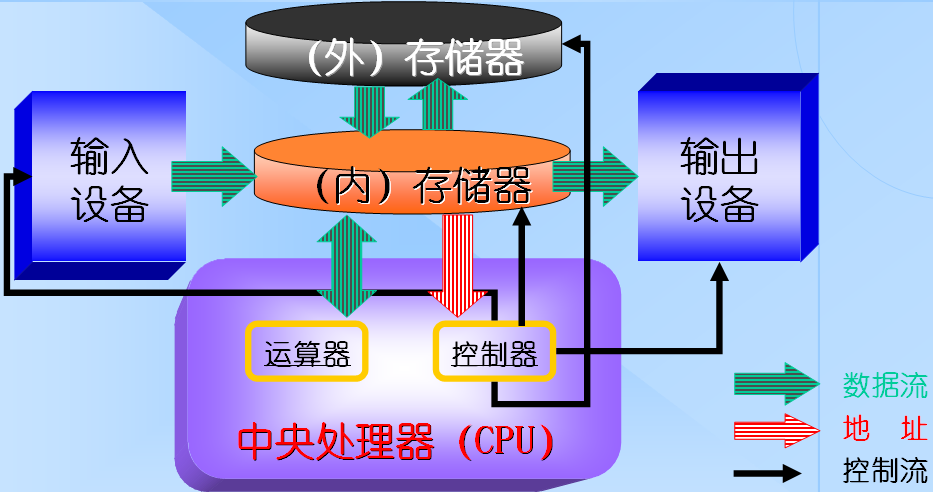 （外）存储器
输入
设备
（内）存储器
输出
设备
运算器
控制器
中央处理器（CPU）
数据流
地 址
控制流